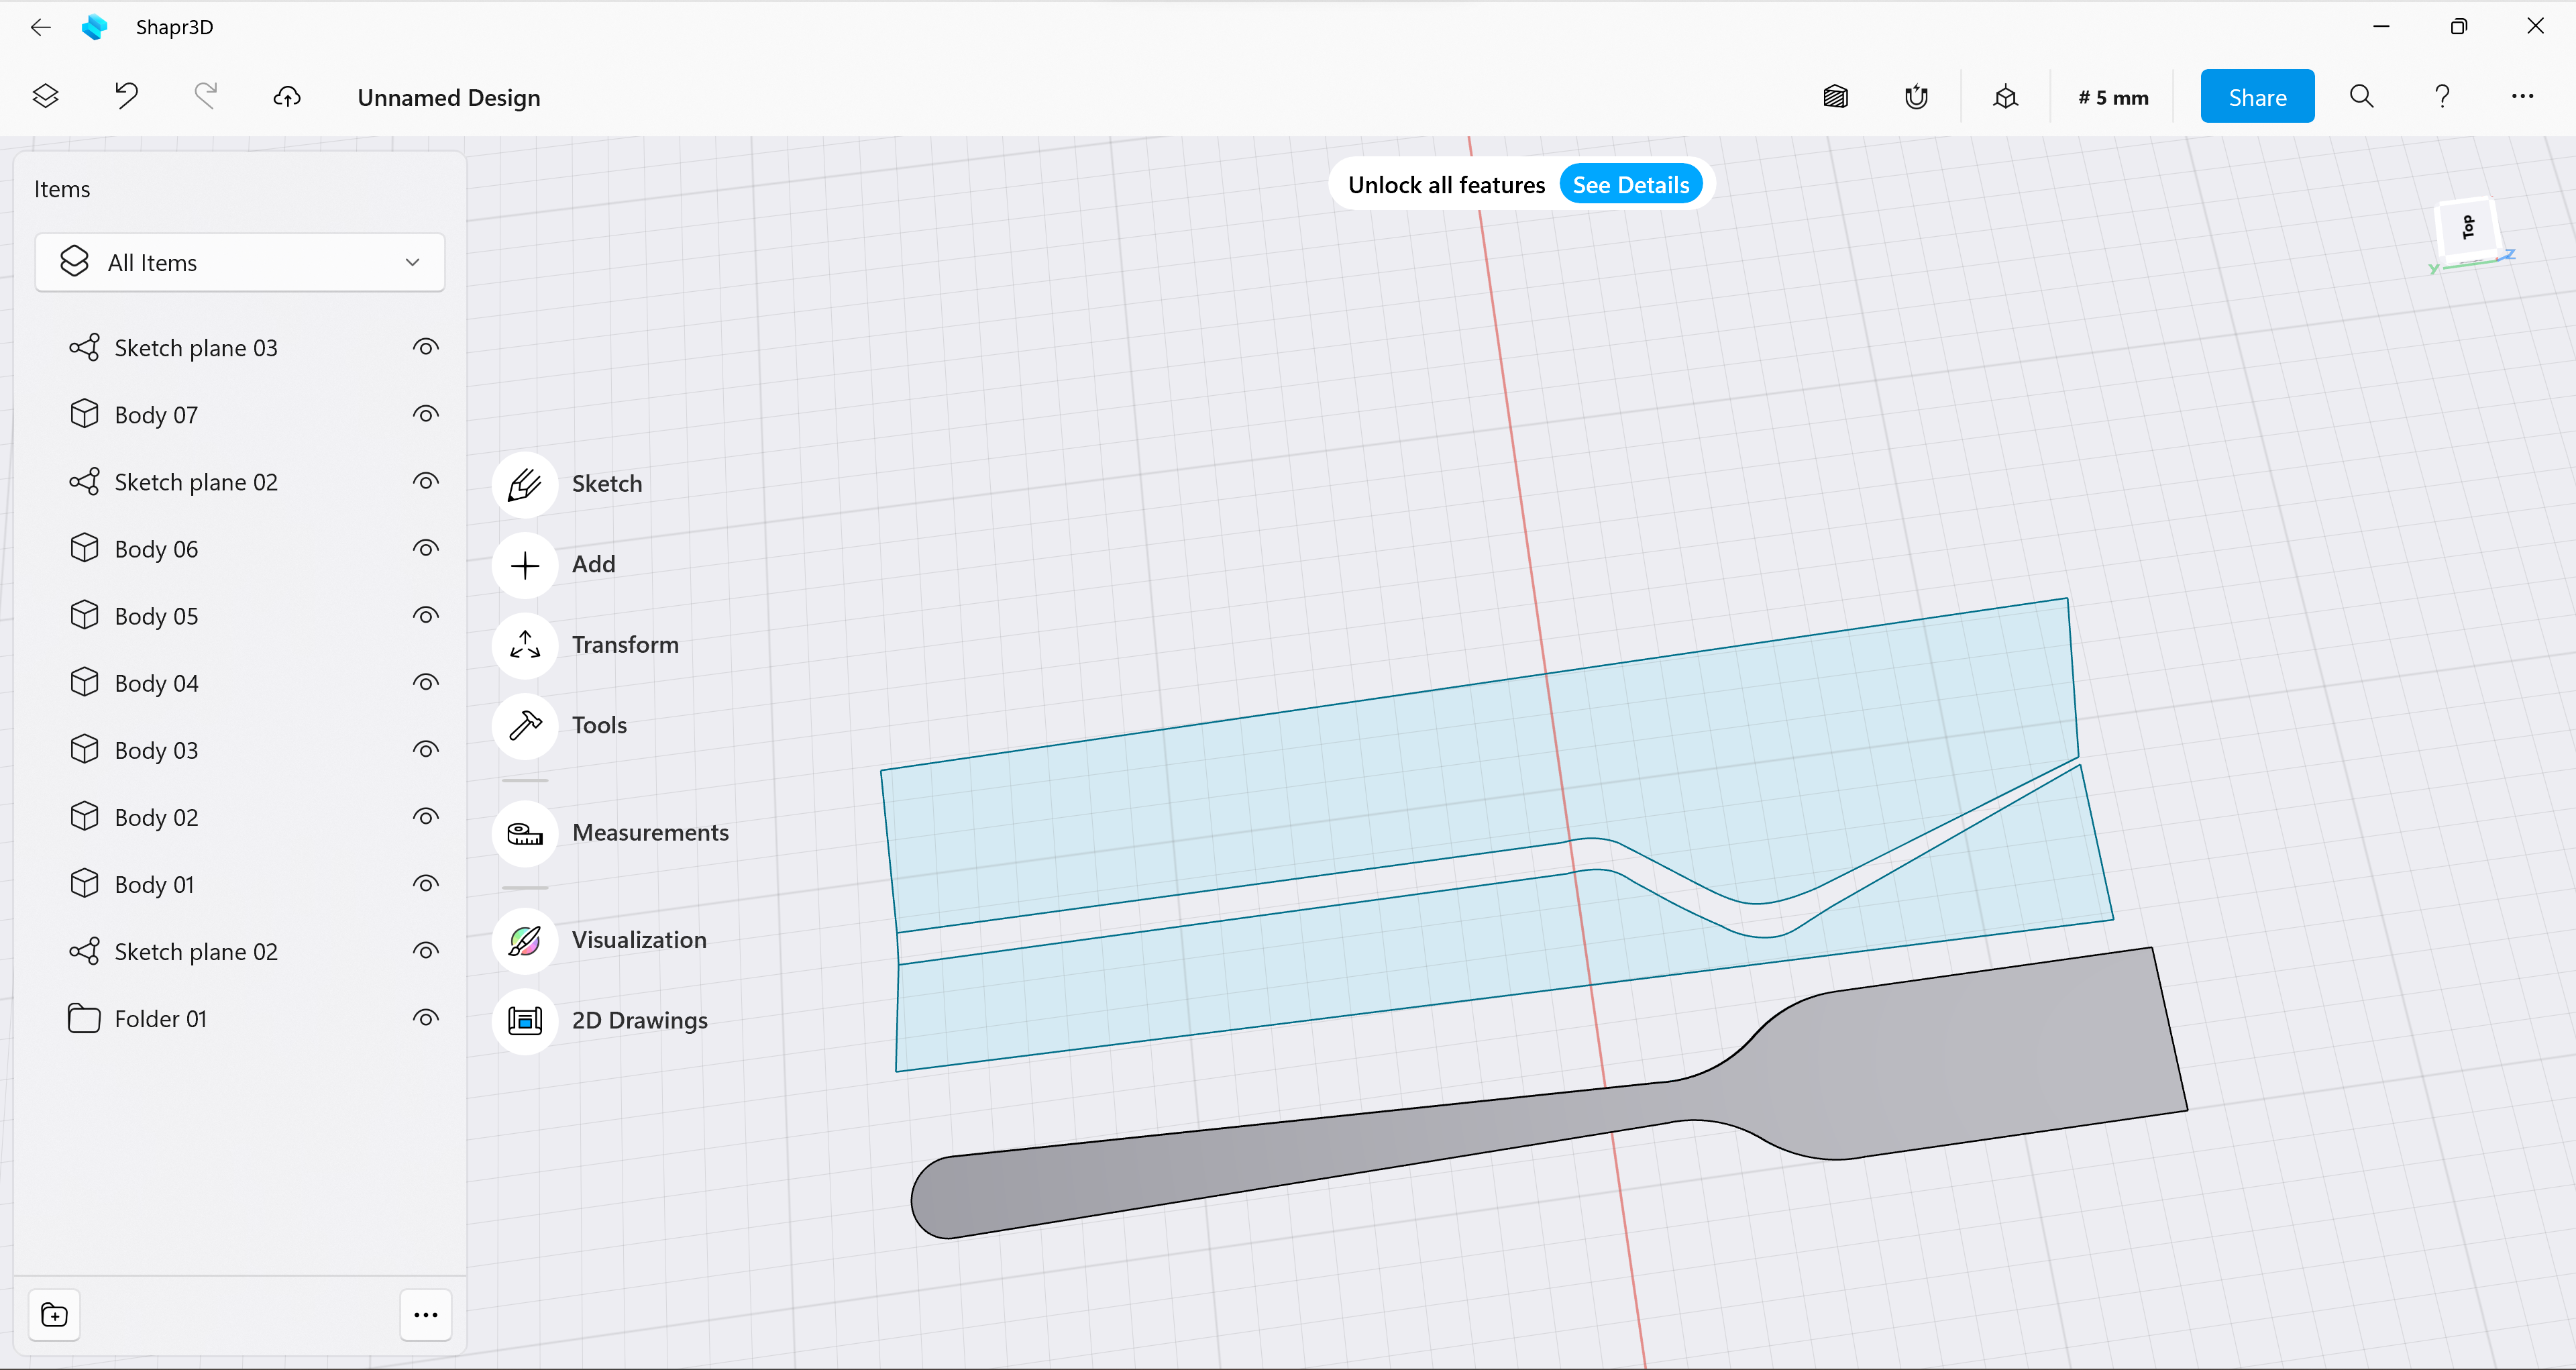 Shapr3D
Unnamed Design
# 5 mm
Share
Items
All Items
Sketch plane 03
Body 07
Sketch plane 02
Body 06
Body 05
Body 04
Body 03
Body 02
Body 01
Sketch plane 02
Folder 01
Sketch
Add
Transform
Tools
Measurements
Visualization
2D Drawings
Unlock all features See Details
Top
Y
Z